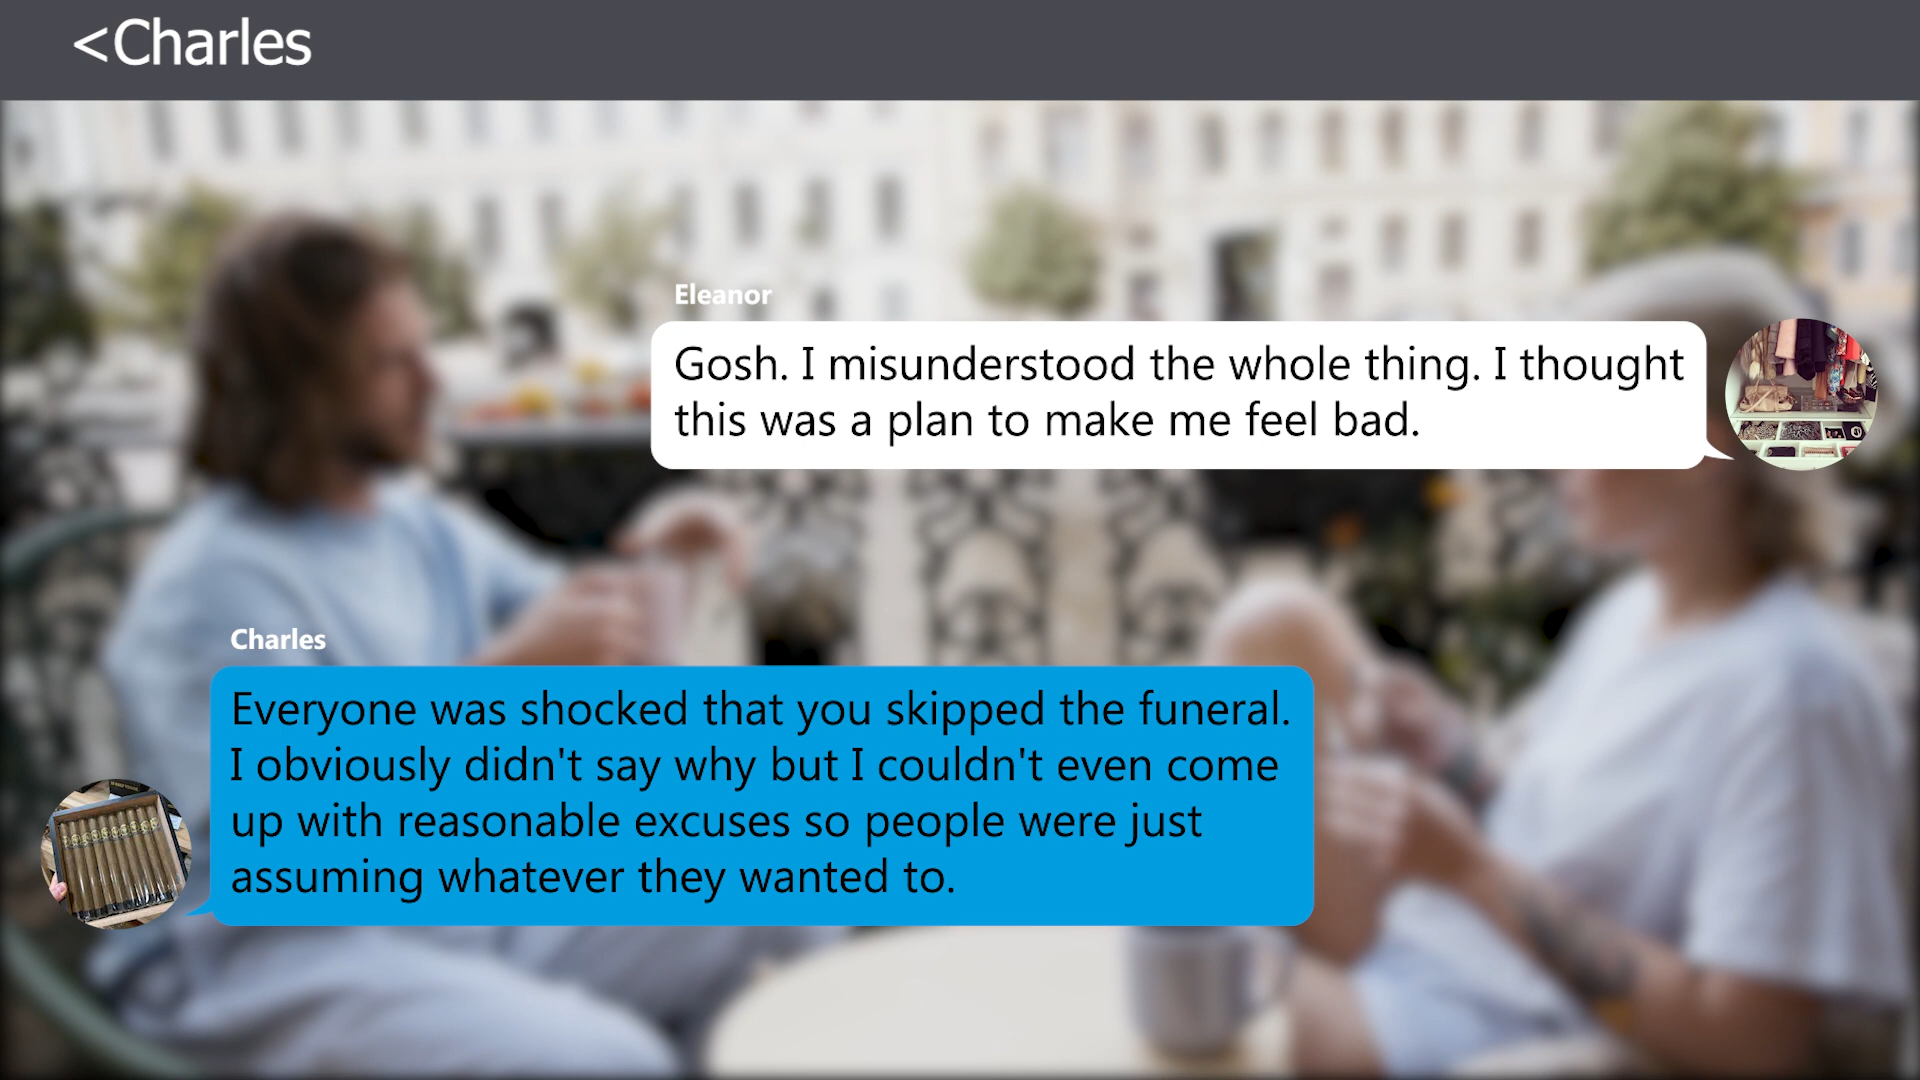 <Charles
Eleanor
Gosh. I misunderstood the whole thing. I thought
this was a plan to make me feel bad.
Charles
Everyone was shocked that you skipped the funeral.
I obviously didn't say why but I couldn't even come
up with reasonable excuses so people were just
assuming whatever they wanted to.